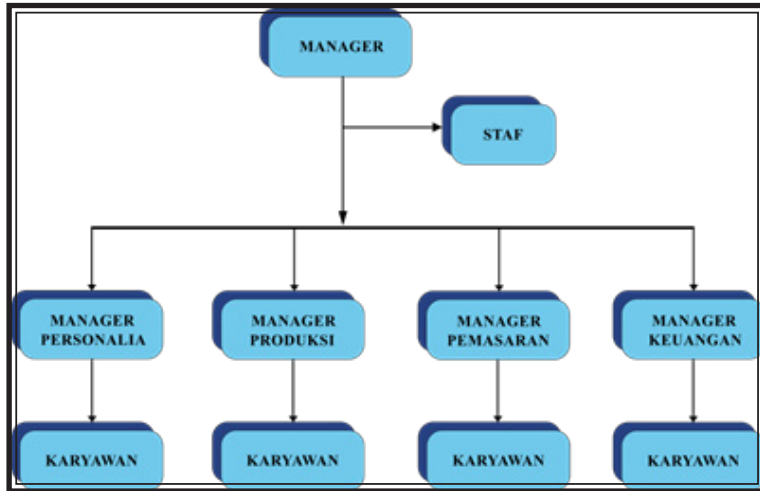 MANAGER
STAF
MANAGER
PERSONALIA
MANAGER
PRODUKSI
MANAGER
PEMASARAN
MANAGER
KEUANGAN
KARYAWAN
KARYAWAN
KARYAWAN
KARYAWAN